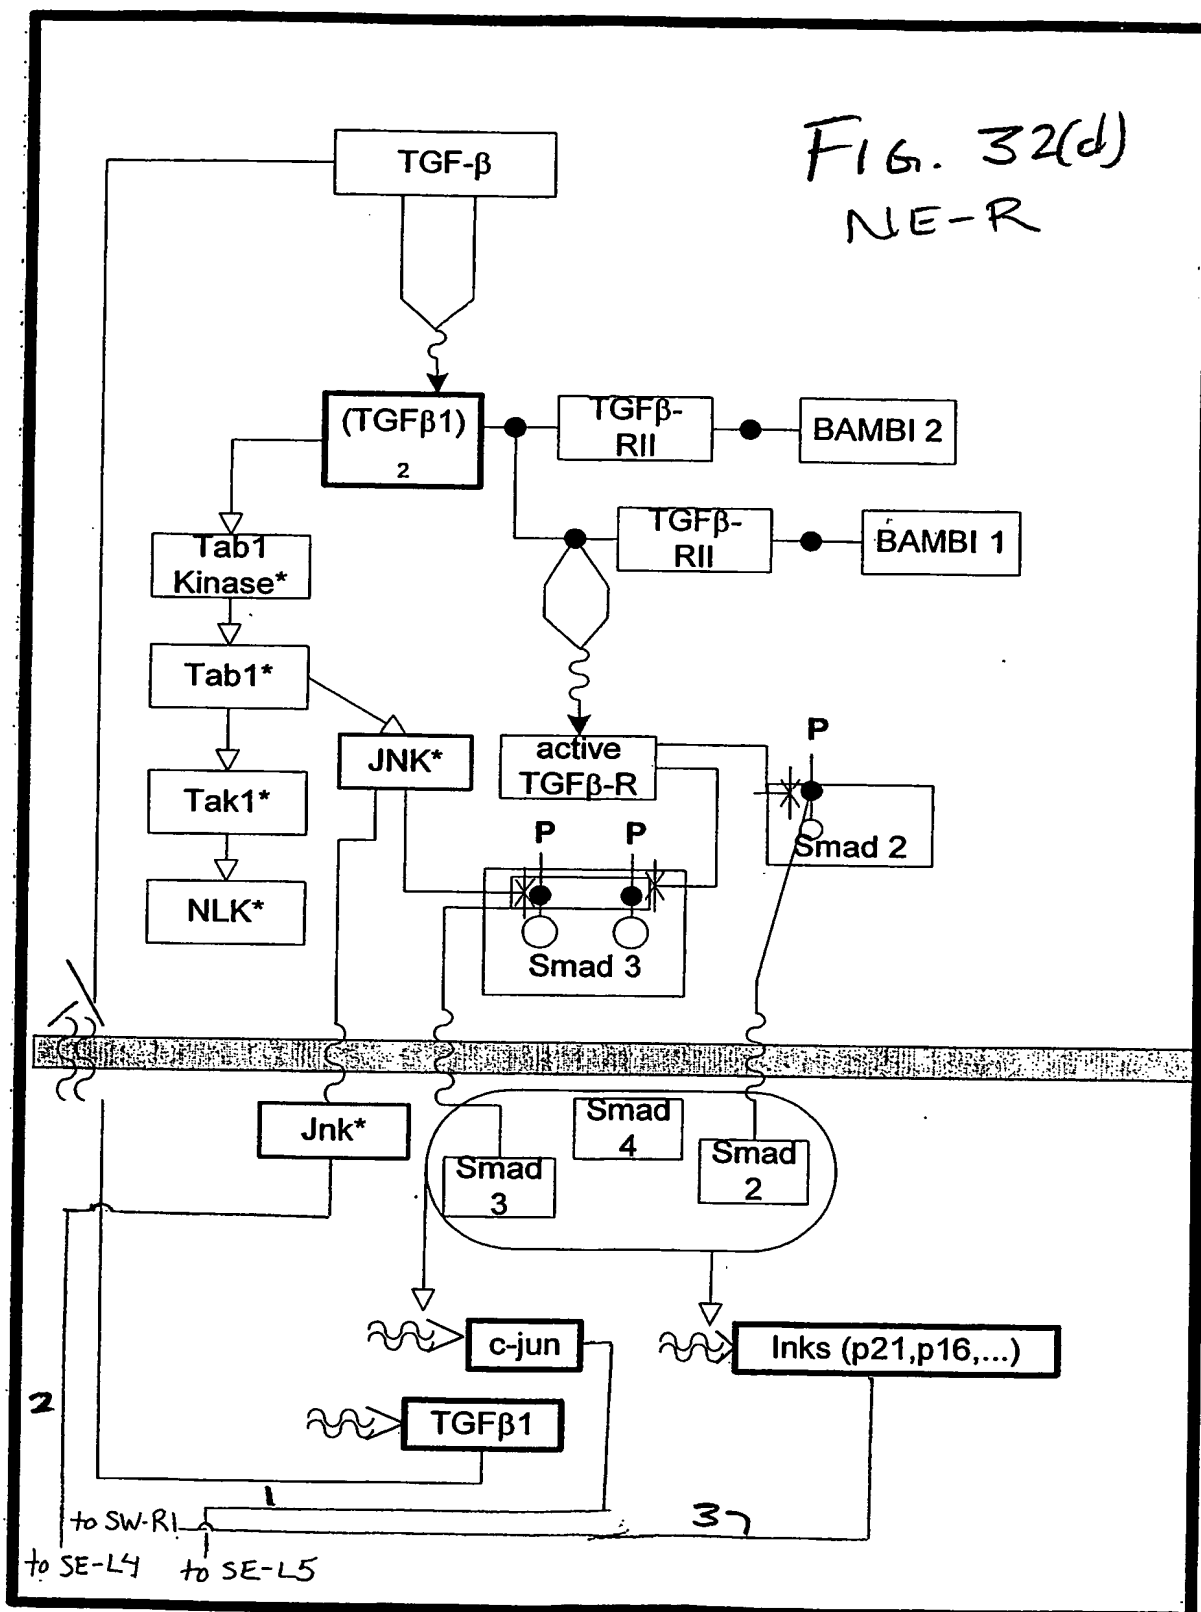 FIG. 32(d)
NE-R
TGF-β
(TGFβ1)
2
TGFβ-
RII
BAMBI 2
TGFβ-
RII
BAMBI 1
Tab1
Kinase*
Tab1*
JNK*
active
TGFβ-R
P
Smad 2
Tak1*
P P
Smad 3
NLK*
Jnk*
Smad
4
Smad
3
Smad
2
c-jun
Inks (p21,p16,...)
2
TGFβ1
1
3
to SW-R1
to SE-L4
to SE-L5